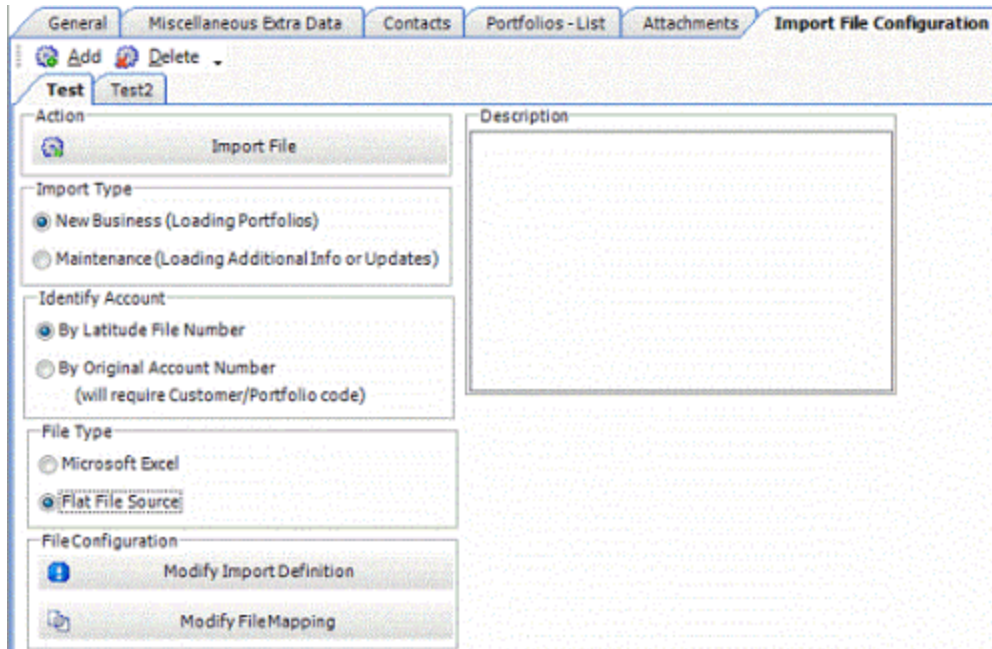 General Miscellaneous Extra Data Contacts Portfolios - List Attachments Import File Configuration
Add Delete
Test Test2
Action
Import File
Description
Import Type
New Business (Loading Portfolios)
Maintenance (Loading Additional Info or Updates)
Identify Account
By Latitude File Number
By Original Account Number
(will require Customer/Portfolio code)
File Type
Microsoft Excel
Flat File Source
File Configuration
Modify Import Definition
Modify File Mapping